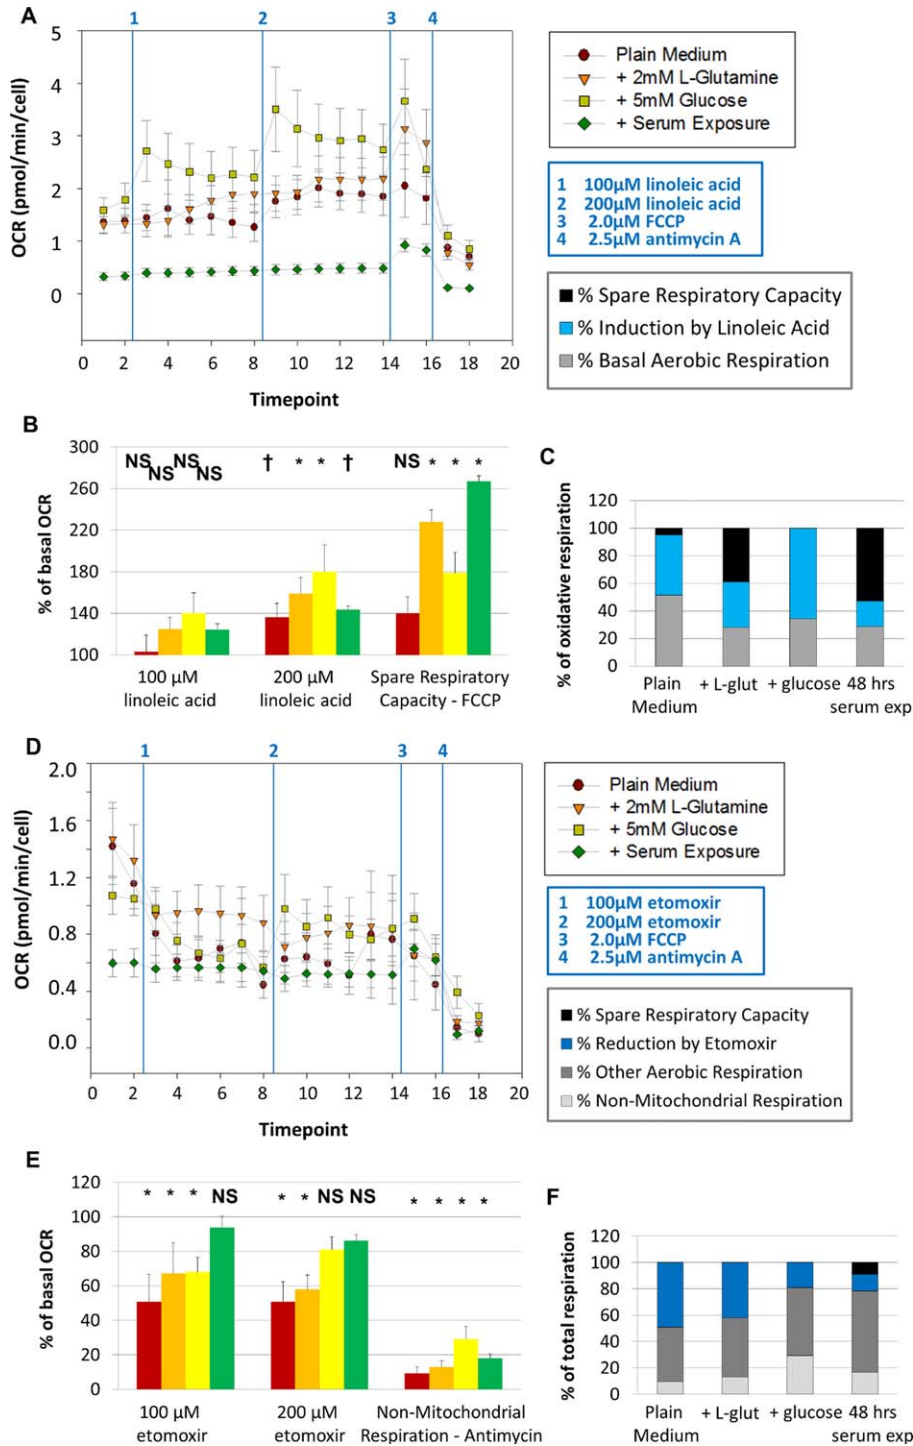 A
1 2 3 4
5
4
3
2
1
0
OCR (pmol/min/cell)
0 2 4 6 8 10 12 14 16 18 20
Timepoint
Plain Medium
+ 2mM L-Glutamine
+ 5mM Glucose
+ Serum Exposure
1 100µM linoleic acid
2 200µM linoleic acid
3 2.0µM FCCP
4 2.5µM antimycin A
% Spare Respiratory Capacity
% Induction by Linoleic Acid
% Basal Aerobic Respiration
B
300
260
220
180
140
100
% of basal OCR
NS NS NS NS † * * † NS * * *
100 µM
linoleic acid
200 µM
linoleic acid
Spare Respiratory
Capacity - FCCP
C
120
100
80
60
40
20
0
% of oxidative respiration
Plain
Medium
+ L-glut
+ glucose
48 hrs
serum exp
D
1 2 3 4
2.0
1.6
1.2
0.8
0.4
0.0
OCR (pmol/min/cell)
0 2 4 6 8 10 12 14 16 18 20
Timepoint
Plain Medium
+ 2mM L-Glutamine
+ 5mM Glucose
+ Serum Exposure
1 100µM etomoxir
2 200µM etomoxir
3 2.0µM FCCP
4 2.5µM antimycin A
% Spare Respiratory Capacity
% Reduction by Etomoxir
% Other Aerobic Respiration
% Non-Mitochondrial Respiration
E
120
100
80
60
40
20
0
% of basal OCR
* * * NS * * NS NS * * * *
100 µM
etomoxir
200 µM
etomoxir
Non-Mitochondrial
Respiration - Antimycin
F
120
100
80
60
40
20
0
% of total respiration
Plain
Medium
+ L-glut
+ glucose
48 hrs
serum exp